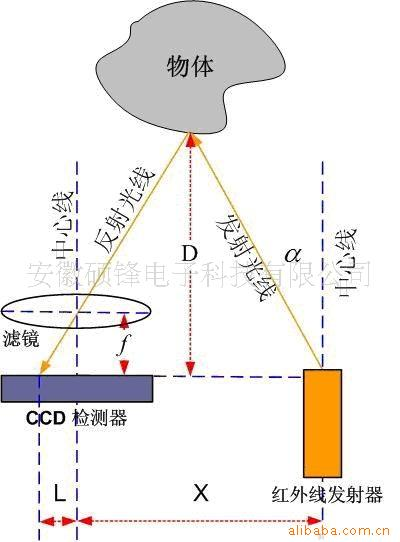 物体
中心线
反射光线
D
发射光线
α
中心线
安徽硕锋电子科技有限公司
滤镜
f
CCD 检测器
L
X
红外线发射器
alibaba.com.cn